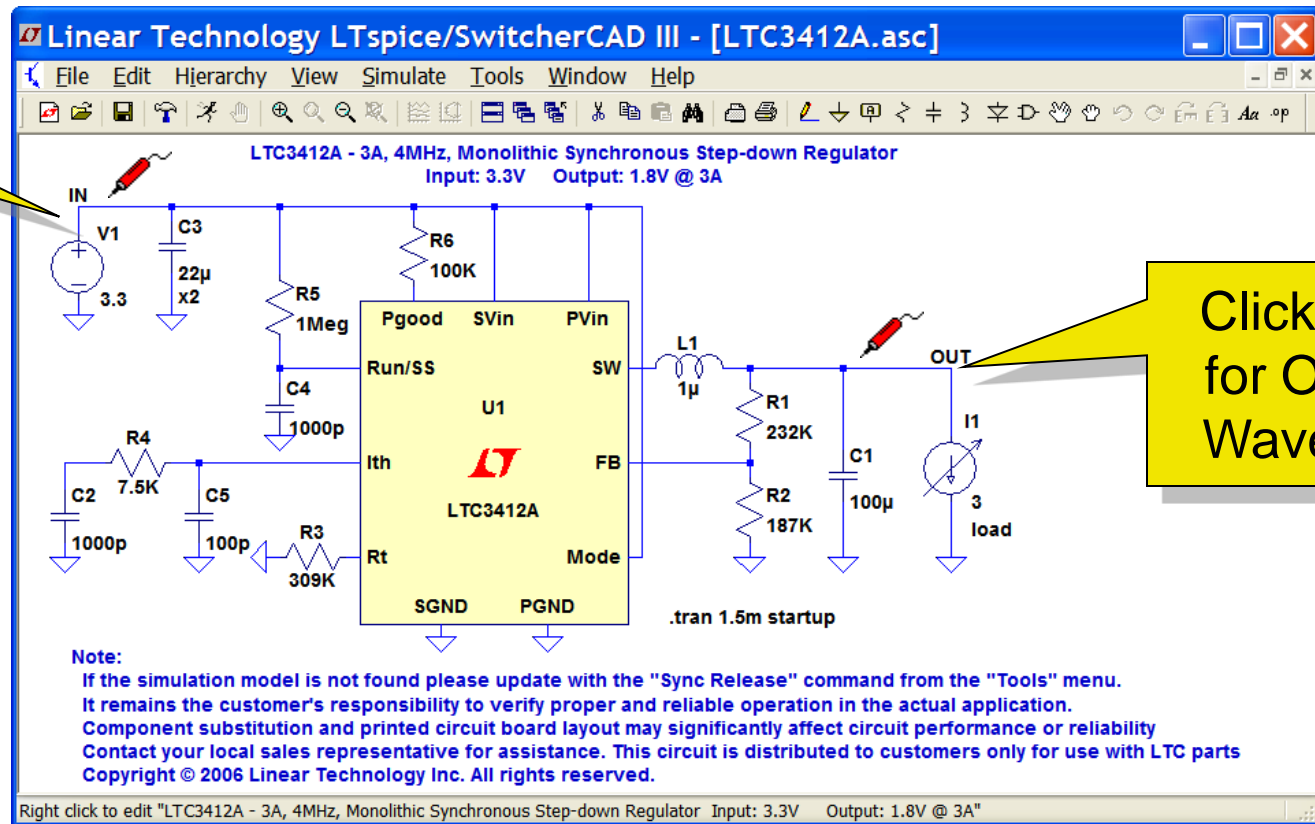 Linear Technology LTspice/SwitcherCAD III - [LTC3412A.asc]
File Edit Hierarchy View Simulate Tools Window Help
Aa .op
LTC3412A - 3A, 4MHz, Monolithic Synchronous Step-down Regulator
Input: 3.3V Output: 1.8V @ 3A
IN
V1
3.3
C3
22µ
x2
R5
1Meg
R6
100K
C4
1000p
R4
7.5K
C2
1000p
C5
100p
R3
309K
Pgood SVin PVin
Run/SS SW
U1
Ith FB
LTC3412A
Rt Mode
SGND PGND
L1
1µ
R1
232K
R2
187K
C1
100µ
OUT
I1
3
load
.tran 1.5m startup
Click
for O
Wave
Note:
If the simulation model is not found please update with the "Sync Release" command from the "Tools" menu.
It remains the customer's responsibility to verify proper and reliable operation in the actual application.
Component substitution and printed circuit board layout may significantly affect circuit performance or reliability
Contact your local sales representative for assistance. This circuit is distributed to customers only for use with LTC parts
Copyright © 2006 Linear Technology Inc. All rights reserved.
Right click to edit "LTC3412A - 3A, 4MHz, Monolithic Synchronous Step-down Regulator Input: 3.3V Output: 1.8V @ 3A"